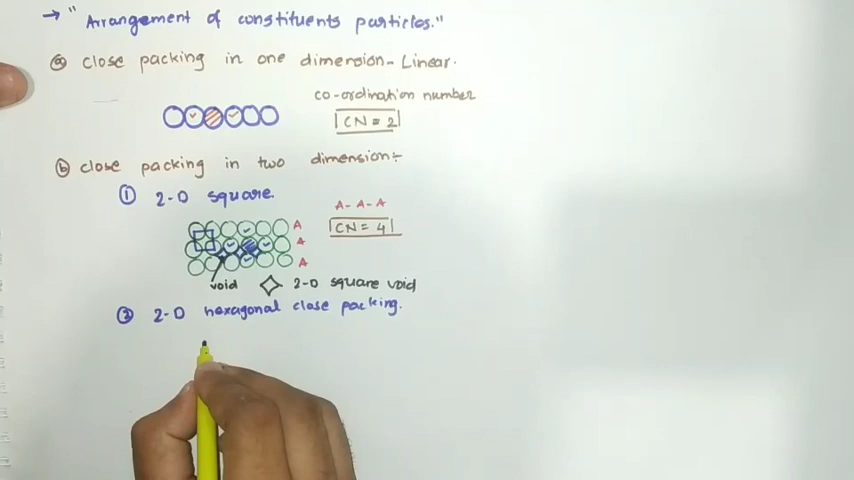 → " Arrangement of constituents particles."
ⓐ close packing in one dimension - Linear.
co-ordination number
CN = 2
ⓑ close packing in two dimension :-
① 2-D square.
A - A - A
A
CN = 4
A
A
void
2-D square void
② 2-D hexagonal close packing.